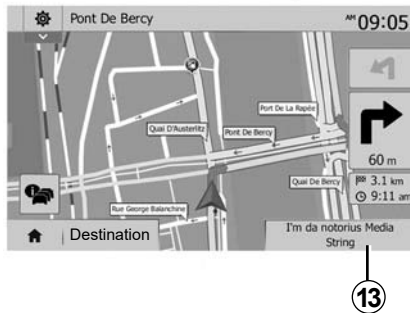 Pont De Bercy
AM 09:05
Port De La Rapée
Quai D'Austerlitz
Pont De Bercy
60 m
Quai De Bercy
3.1 km
9:11 am
Rue George Balanchine
Destination
I'm da notorius Media
String
13